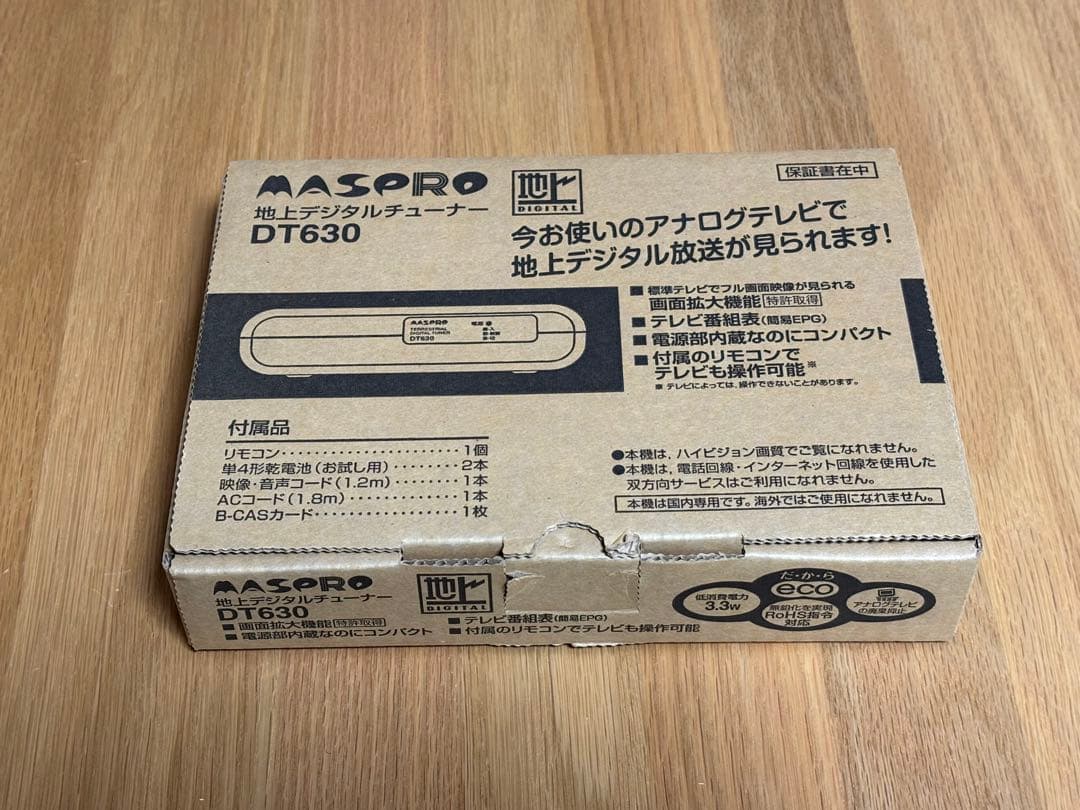 MASPRO
地上デジタルチューナー
DT630
地上
DIGITAL
保証書在中
今お使いのアナログテレビで
地上デジタル放送が見られます!
MASPRO
TERRESTRIAL
DIGITAL TUNER
DT630
■標準テレビでフル画面映像が見られる
画面拡大機能 特許取得
■テレビ番組表(簡易EPG)
■電源部内蔵なのにコンパクト
■付属のリモコンで
テレビも操作可能※
※ テレビによっては、操作できないことがあります。
付属品
リモコン・・・・・・・・・・・・・・・・・・・・・・1個
単4形乾電池(お試し用)・・・・・・・・2本
映像・音声コード(1.2m)・・・・・・・・1本
ACコード(1.8m)・・・・・・・・・・・・・・1本
B-CASカード・・・・・・・・・・・・・・・・・1枚
●本機は、ハイビジョン画質でご覧になれません。
●本機は、電話回線・インターネット回線を使用した
双方向サービスはご利用になれません。
本機は国内専用です。海外ではご使用になれません。
MASPRO
地上デジタルチューナー
DT630
■画面拡大機能 特許取得
■電源部内蔵なのにコンパクト
地上
DIGITAL
■テレビ番組表(簡易EPG)
■付属のリモコンでテレビも操作可能
だ・か・ら
eco
低消費電力
3.3W
無鉛化を実現
RoHS指令
対応
アナログテレビ
の廃棄抑止